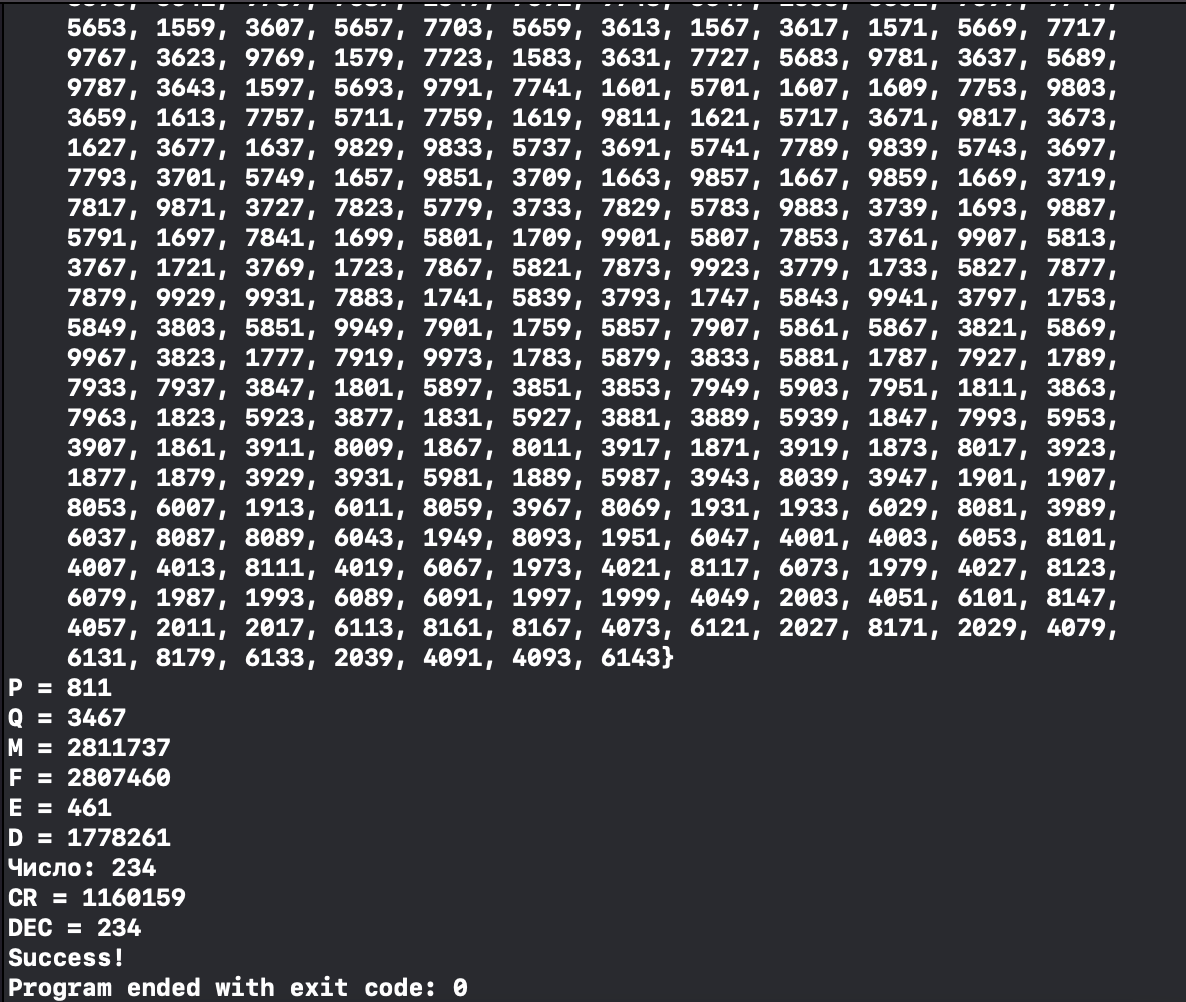 5653, 1559, 3607, 5657, 7703, 5659, 3613, 1567, 3617, 1571, 5669, 7717,
9767, 3623, 9769, 1579, 7723, 1583, 3631, 7727, 5683, 9781, 3637, 5689,
9787, 3643, 1597, 5693, 9791, 7741, 1601, 5701, 1607, 1609, 7753, 9803,
3659, 1613, 7757, 5711, 7759, 1619, 9811, 1621, 5717, 3671, 9817, 3673,
1627, 3677, 1637, 9829, 9833, 5737, 3691, 5741, 7789, 9839, 5743, 3697,
7793, 3701, 5749, 1657, 9851, 3709, 1663, 9857, 1667, 9859, 1669, 3719,
7817, 9871, 3727, 7823, 5779, 3733, 7829, 5783, 9883, 3739, 1693, 9887,
5791, 1697, 7841, 1699, 5801, 1709, 9901, 5807, 7853, 3761, 9907, 5813,
3767, 1721, 3769, 1723, 7867, 5821, 7873, 9923, 3779, 1733, 5827, 7877,
7879, 9929, 9931, 7883, 1741, 5839, 3793, 1747, 5843, 9941, 3797, 1753,
5849, 3803, 5851, 9949, 7901, 1759, 5857, 7907, 5861, 5867, 3821, 5869,
9967, 3823, 1777, 7919, 9973, 1783, 5879, 3833, 5881, 1787, 7927, 1789,
7933, 7937, 3847, 1801, 5897, 3851, 3853, 7949, 5903, 7951, 1811, 3863,
7963, 1823, 5923, 3877, 1831, 5927, 3881, 3889, 5939, 1847, 7993, 5953,
3907, 1861, 3911, 8009, 1867, 8011, 3917, 1871, 3919, 1873, 8017, 3923,
1877, 1879, 3929, 3931, 5981, 1889, 5987, 3943, 8039, 3947, 1901, 1907,
8053, 6007, 1913, 6011, 8059, 3967, 8069, 1931, 1933, 6029, 8081, 3989,
6037, 8087, 8089, 6043, 1949, 8093, 1951, 6047, 4001, 4003, 6053, 8101,
4007, 4013, 8111, 4019, 6067, 1973, 4021, 8117, 6073, 1979, 4027, 8123,
6079, 1987, 1993, 6089, 6091, 1997, 1999, 4049, 2003, 4051, 6101, 8147,
4057, 2011, 2017, 6113, 8161, 8167, 4073, 6121, 2027, 8171, 2029, 4079,
6131, 8179, 6133, 2039, 4091, 4093, 6143}
P = 811
Q = 3467
M = 2811737
F = 2807460
E = 461
D = 1778261
Число: 234
CR = 1160159
DEC = 234
Success!
Program ended with exit code: 0